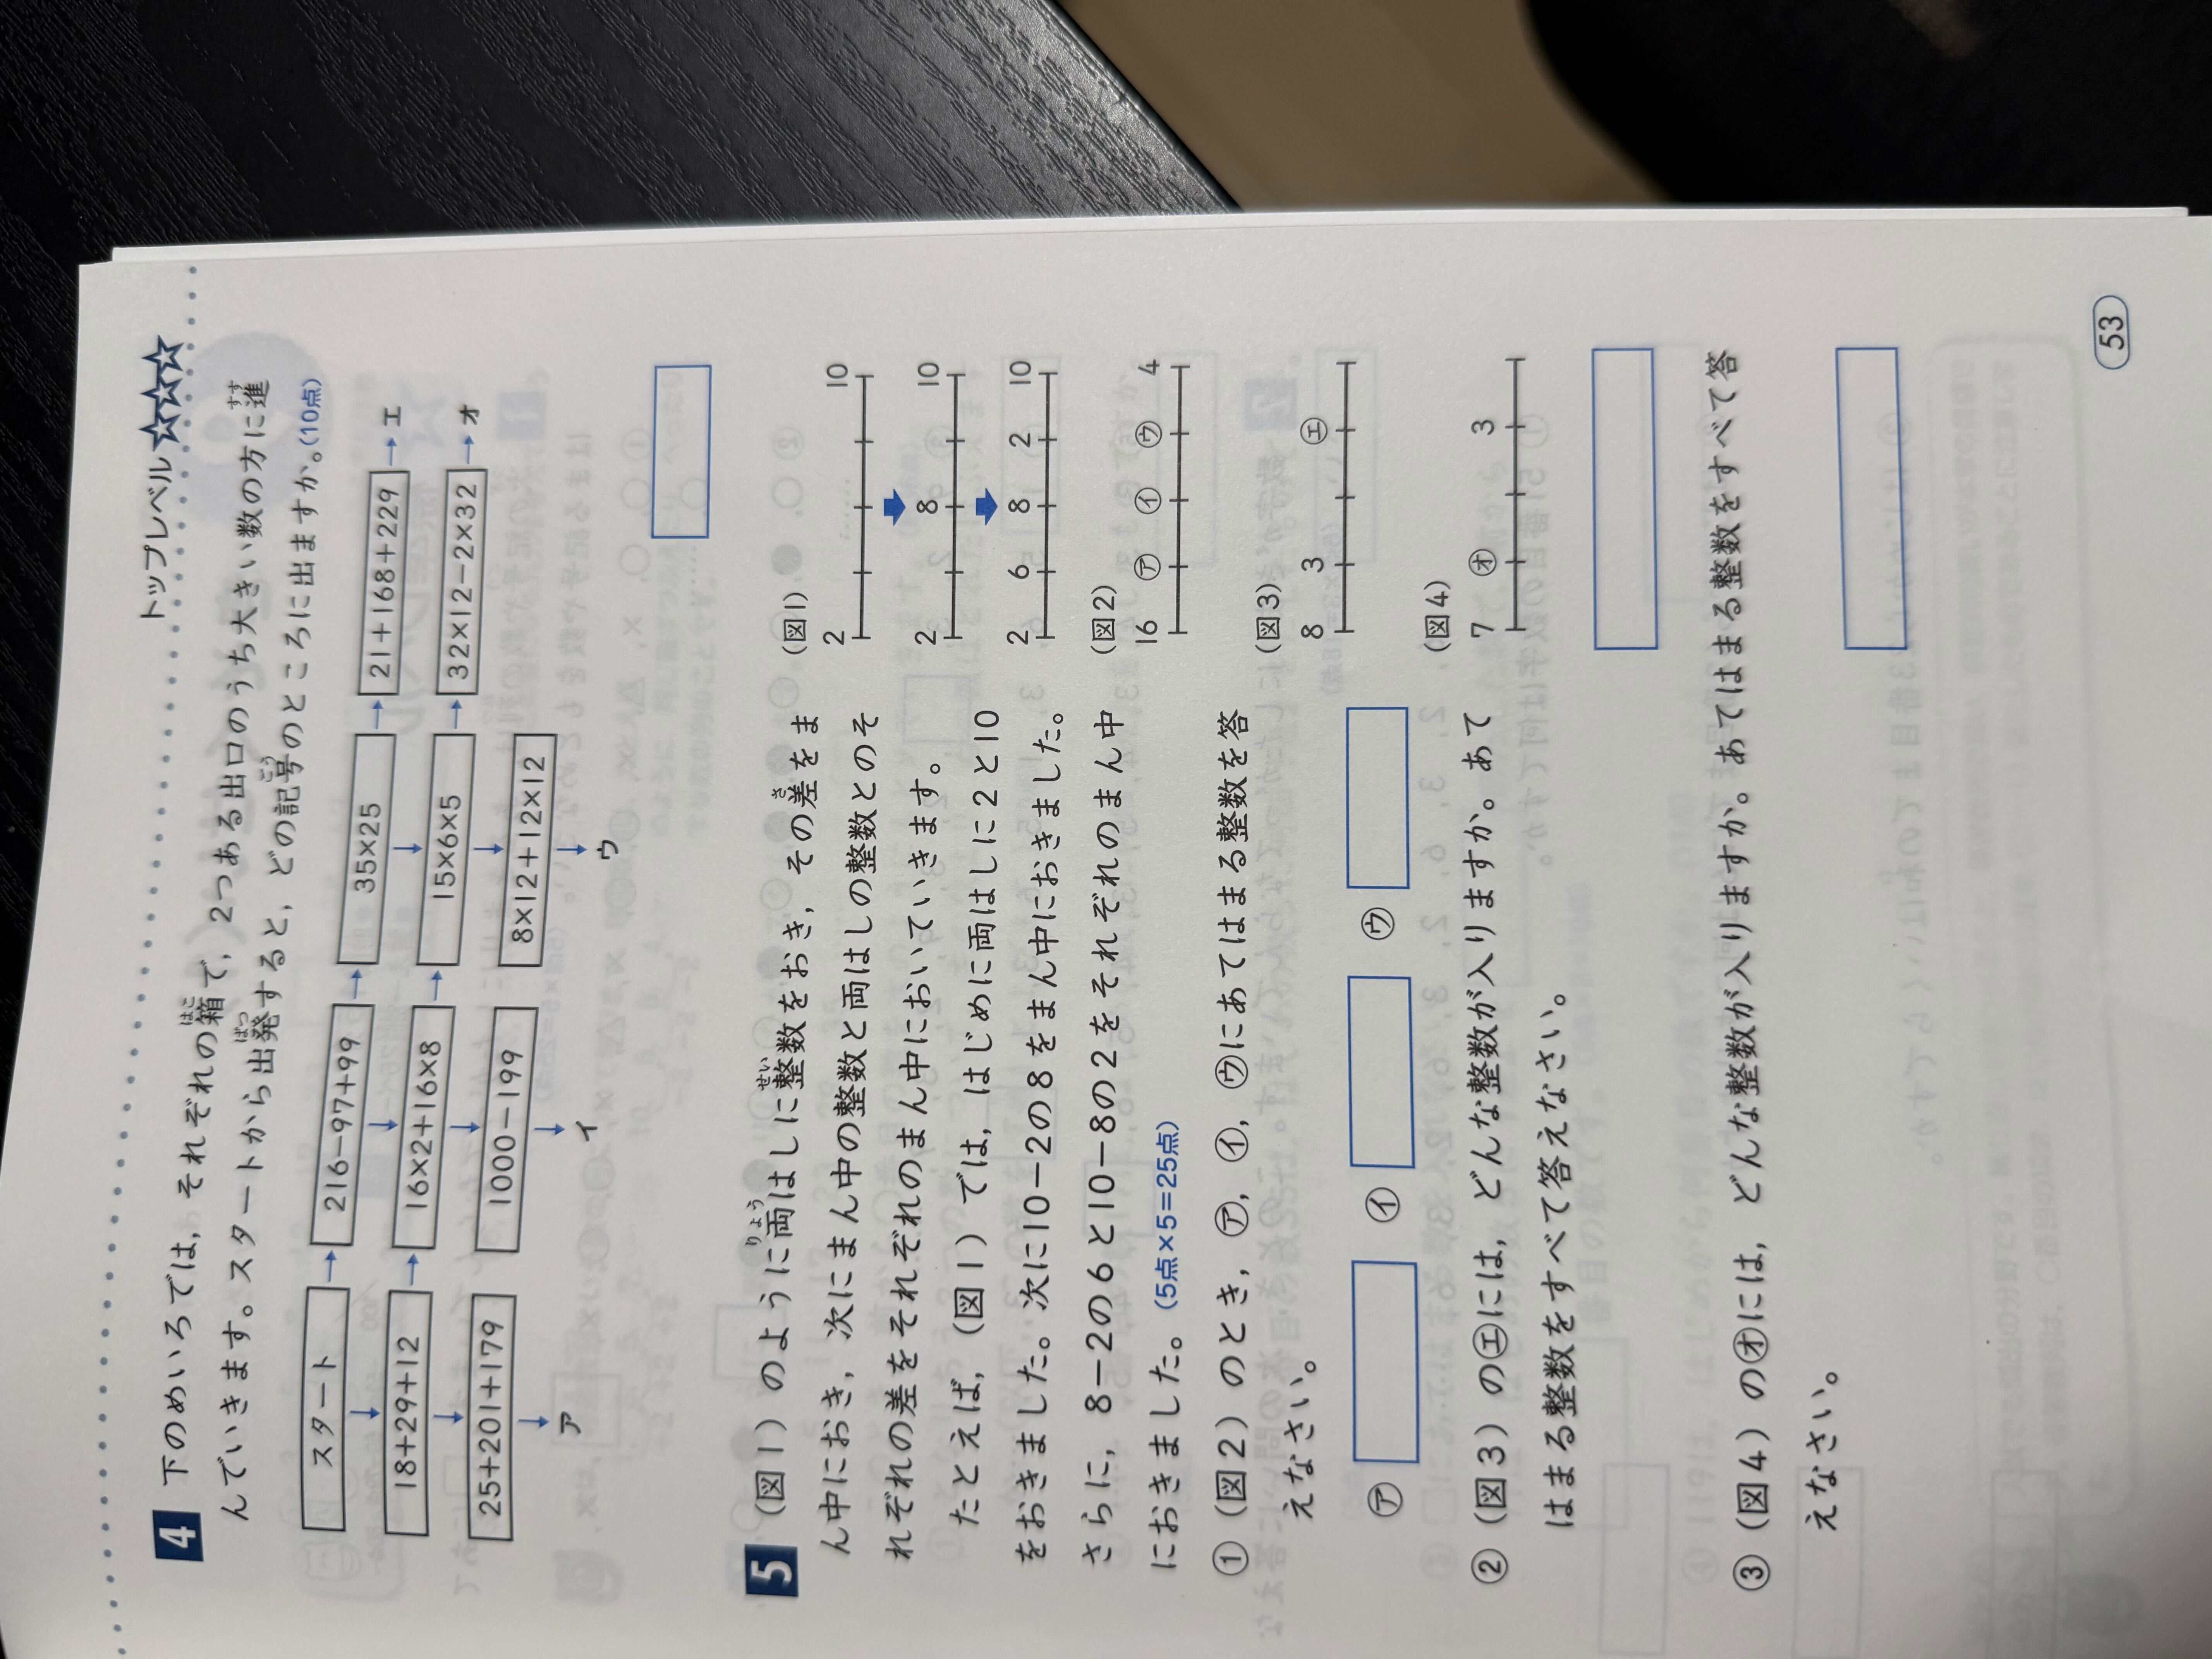 トップレベル☆☆☆
4 下のめいろでは，それぞれの箱で，2つある出口のうち大きい数の方に進
んでいきます。スタートから出発すると，どの記号のところに出ますか。(10点)
スタート → 216−97+99 → 35×25 → 21+168+229 → エ
↓ ↓ ↓
18+29+12 → 16×2+16×8 → 15×6×5 → 32×12−2×32 → オ
↓ ↓ ↓
25+201+179 1000−199 8×12+12×12
↓ ↓ ↓
ア イ ウ
5 (図1)のように両はしに整数をおき，その差をま
ん中におき，次にまん中の整数と両はしの整数とのそ
れぞれの差をそれぞれのまん中においていきます。
たとえば，(図1)では，はじめに両はしに2と10
をおきました。次に10−2の8をまん中におきました。
さらに，8−2の6と10−8の2をそれぞれのまん中
におきました。(5点×5=25点)
(図1)
2 10
2 8 10
2 6 8 2 10
(図2)
16 ㋐ ㋑ ㋒ 4
(図3)
8 3 ㋓
(図4)
7 ㋔ 3
① (図2)のとき，㋐，㋑，㋒にあてはまる整数を答
えなさい。
㋐ ㋑ ㋒
② (図3)の㋓には，どんな整数が入りますか。あて
はまる整数をすべて答えなさい。
③ (図4)の㋔には，どんな整数が入りますか。あてはまる整数をすべて答
えなさい。
53